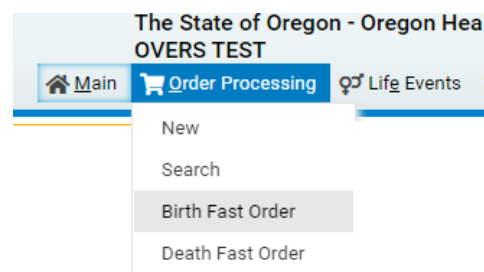 The State of Oregon - Oregon Hea
OVERS TEST
Main Order Processing Life Events
New
Search
Birth Fast Order
Death Fast Order